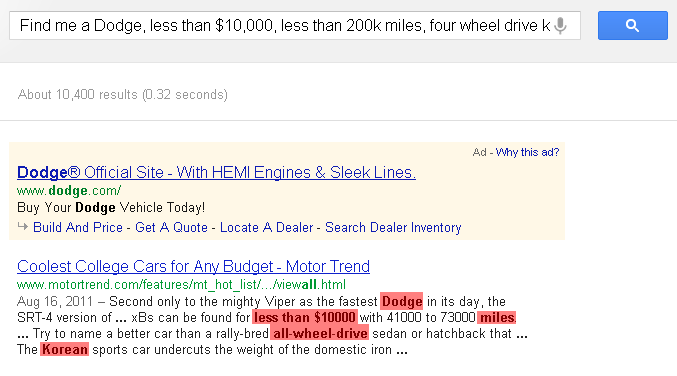 Find me a Dodge, less than $10,000, less than 200k miles, four wheel drive k
About 10,400 results (0.32 seconds)
Ad - Why this ad?
Dodge® Official Site - With HEMI Engines & Sleek Lines.
www.dodge.com/
Buy Your Dodge Vehicle Today!
Build And Price - Get A Quote - Locate A Dealer - Search Dealer Inventory
Coolest College Cars for Any Budget - Motor Trend
www.motortrend.com/features/mt_hot_list/.../viewall.html
Aug 16, 2011 – Second only to the mighty Viper as the fastest Dodge in its day, the
SRT-4 version of ... xBs can be found for less than $10000 with 41000 to 73000 miles.
... Try to name a better car than a rally-bred all-wheel-drive sedan or hatchback that ...
The Korean sports car undercuts the weight of the domestic iron ...